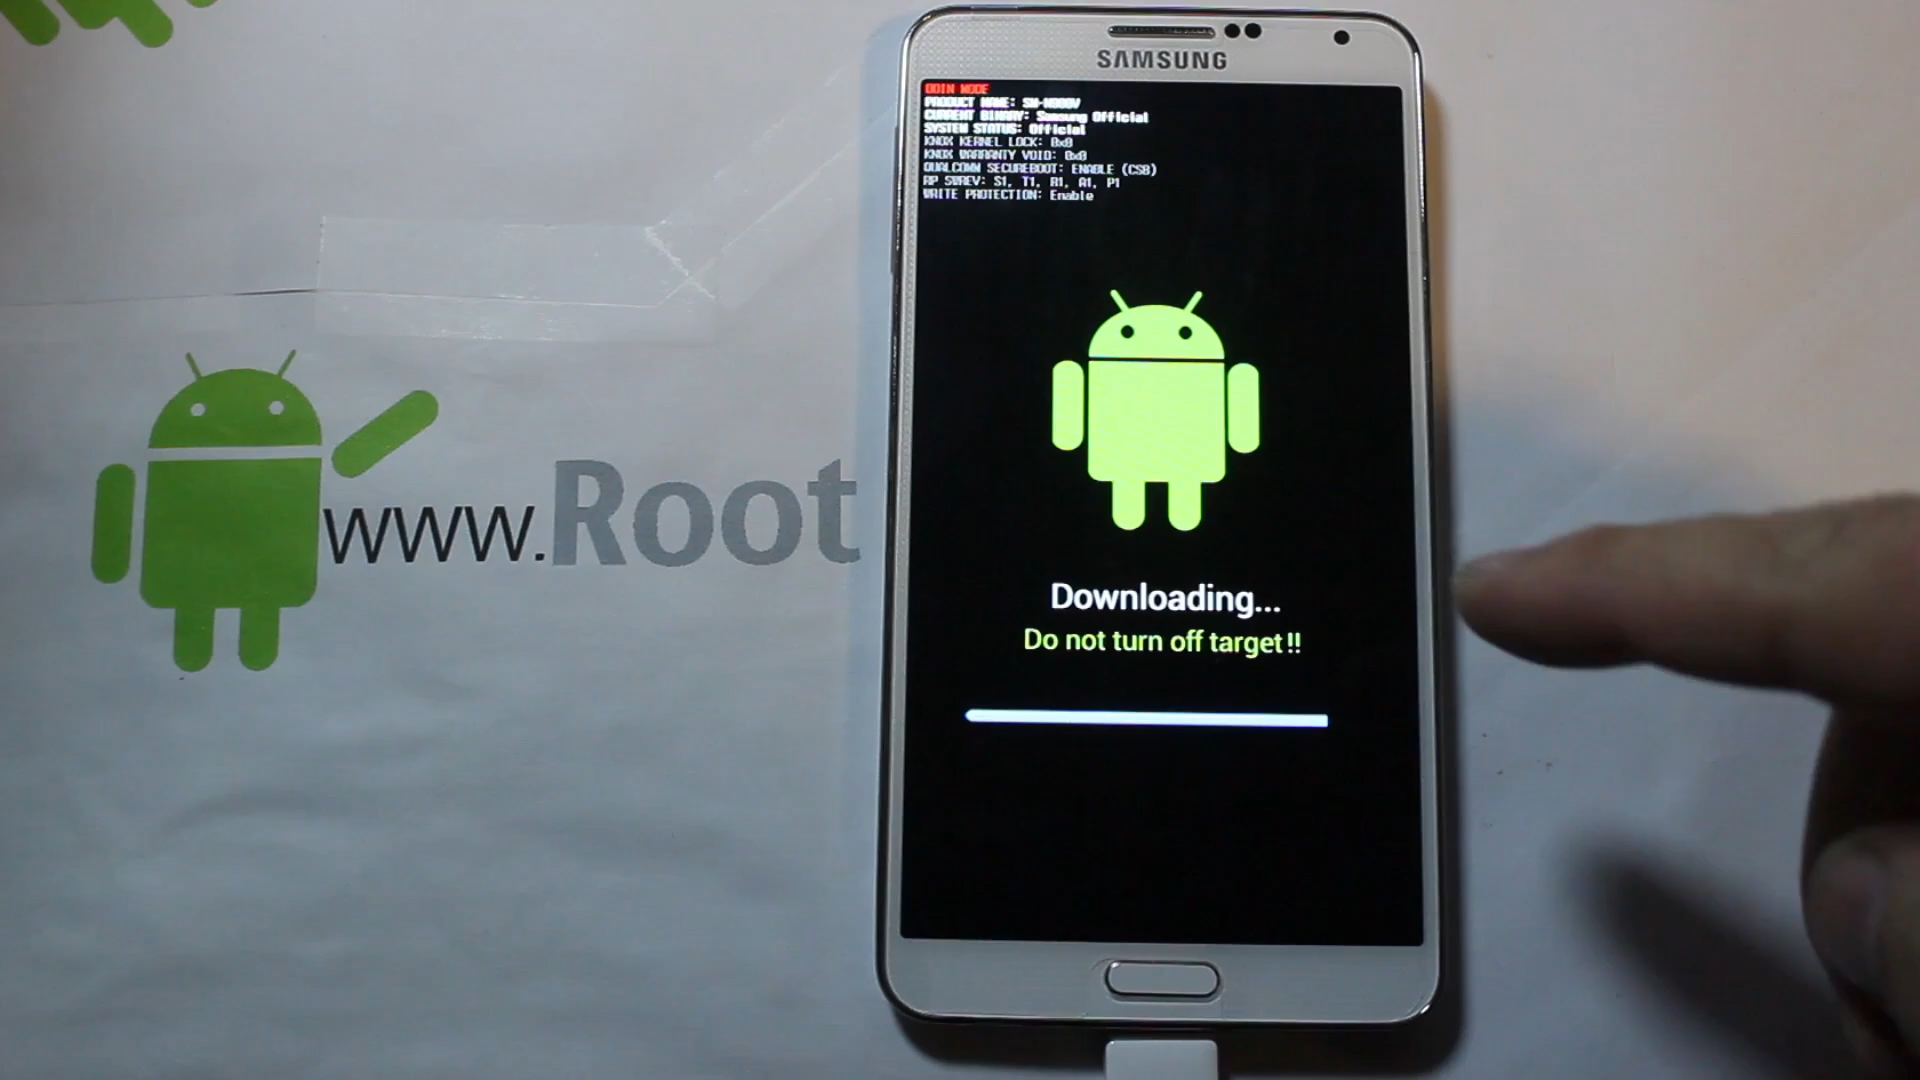 SAMSUNG
ODIN MODE
PRODUCT NAME: SM-N900V
CURRENT BINARY: Samsung Official
SYSTEM STATUS: Official
KNOX KERNEL LOCK: 0x0
KNOX WARRANTY VOID: 0x0
QUALCOMM SECUREBOOT: ENABLE (CSB)
RP SWREV: S1, T1, R1, A1, P1
WRITE PROTECTION: Enable
www.Root
Downloading...
Do not turn off target!!